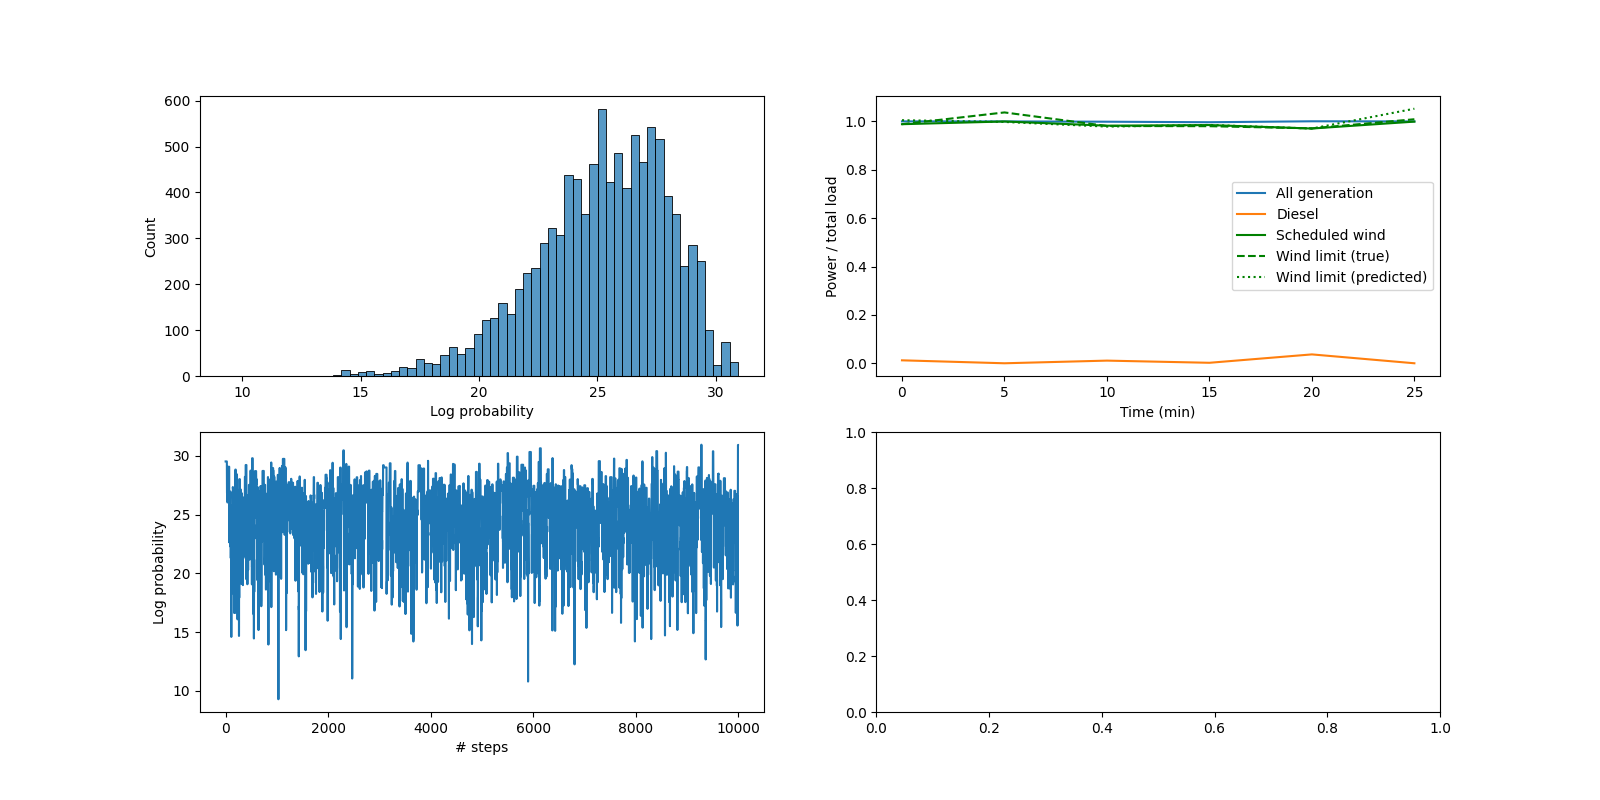 600
500
400
300
200
100
0
Count
10 15 20 25 30
Log probability
1.0
0.8
0.6
0.4
0.2
0.0
Power / total load
All generation
Diesel
Scheduled wind
Wind limit (true)
Wind limit (predicted)
0 5 10 15 20 25
Time (min)
30
25
20
15
10
Log probability
0 2000 4000 6000 8000 10000
# steps
1.0
0.8
0.6
0.4
0.2
0.0
0.0 0.2 0.4 0.6 0.8 1.0